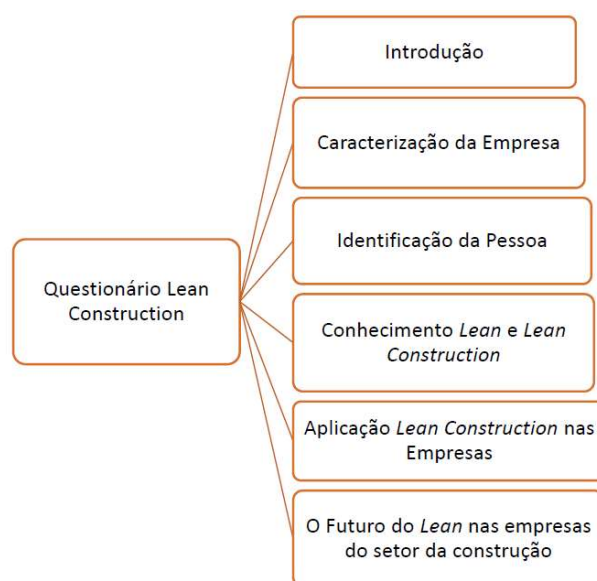 Introdução
Caracterização da Empresa
Identificação da Pessoa
Questionário Lean
Construction
Conhecimento Lean e Lean
Construction
Aplicação Lean Construction nas
Empresas
O Futuro do Lean nas empresas
do setor da construção